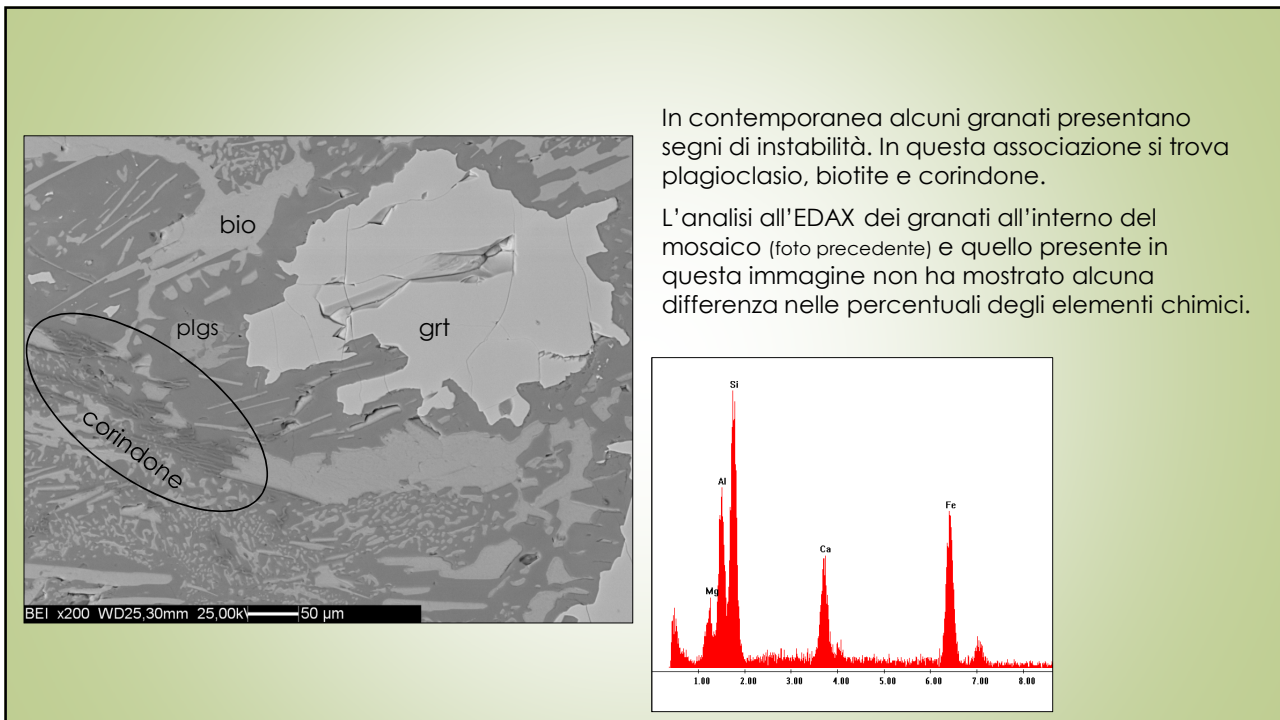 In contemporanea alcuni granati presentano
segni di instabilità. In questa associazione si trova
plagioclasio, biotite e corindone.
L'analisi all'EDAX dei granati all'interno del
mosaico (foto precedente) e quello presente in
questa immagine non ha mostrato alcuna
differenza nelle percentuali degli elementi chimici.
bio
plgs
grt
corindone
BEI x200 WD25,30mm 25,00kV 50 µm
Si
Al
Fe
Ca
Mg
1.00 2.00 3.00 4.00 5.00 6.00 7.00 8.00